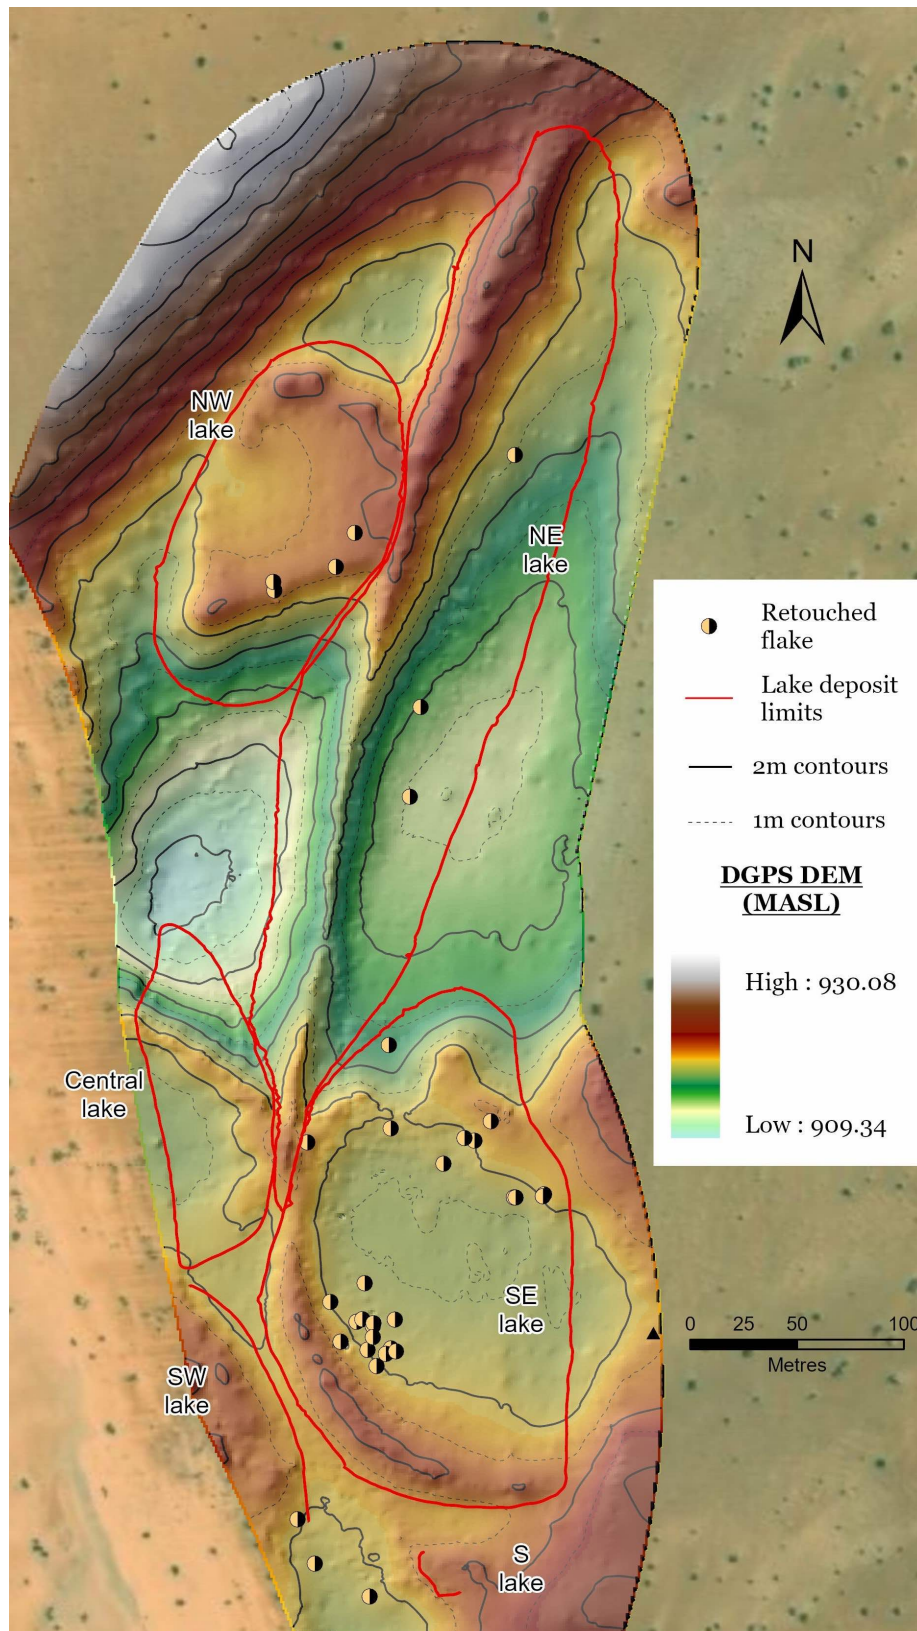 N
NW
lake
NE
lake
Retouched
flake
Lake deposit
limits
2m contours
1m contours
DGPS DEM
(MASL)
High : 930.08
Low : 909.34
Central
lake
SE
lake
0 25 50 100
Metres
SW
lake
S
lake